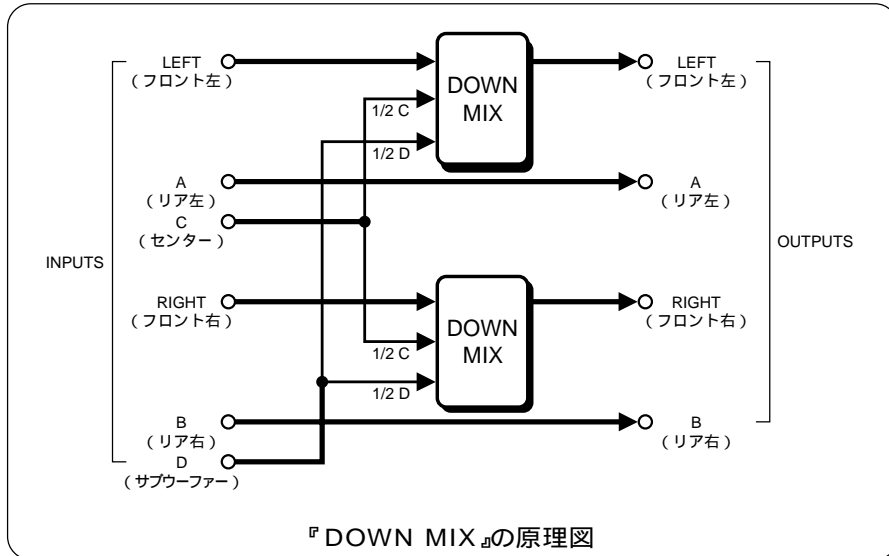 LEFT
(フロント左)
DOWN
MIX
LEFT
(フロント左)
1/2 C
1/2 D
A
(リア左)
A
(リア左)
C
(センター)
INPUTS
OUTPUTS
RIGHT
(フロント右)
DOWN
MIX
RIGHT
(フロント右)
1/2 C
1/2 D
B
(リア右)
B
(リア右)
D
(サブウーファー)
『DOWN MIX』の原理図